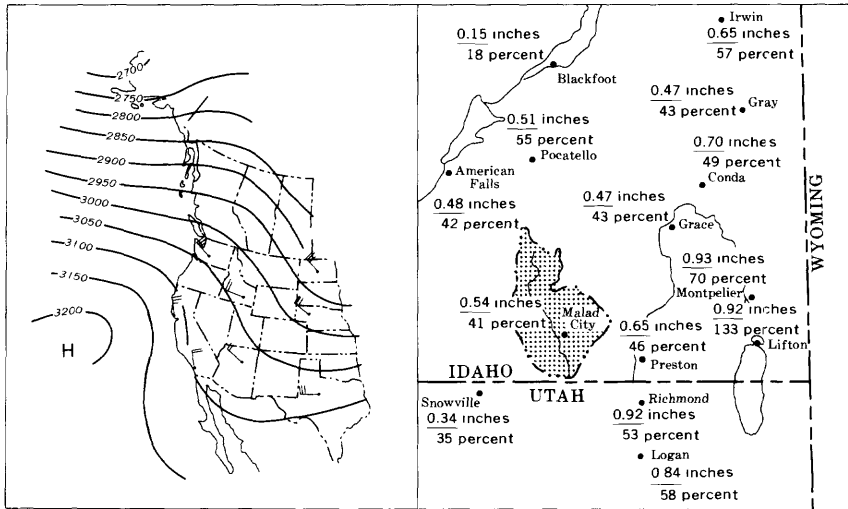 2700
2750
2800
2850
2900
2950
3000
3050
3100
3150
3200
H
Irwin
0.65 inches
57 percent
0.15 inches
18 percent
Blackfoot
0.47 inches
43 percent
Gray
0.51 inches
55 percent
Pocatello
0.70 inches
49 percent
Conda
American
Falls
0.48 inches
42 percent
0.47 inches
43 percent
Grace
WYOMING
0.93 inches
70 percent
Montpelier
0.92 inches
133 percent
Lifton
0.54 inches
41 percent
Malad
City
0.65 inches
46 percent
Preston
IDAHO
UTAH
Snowville
0.34 inches
35 percent
Richmond
0.92 inches
53 percent
Logan
0 84 inches
58 percent